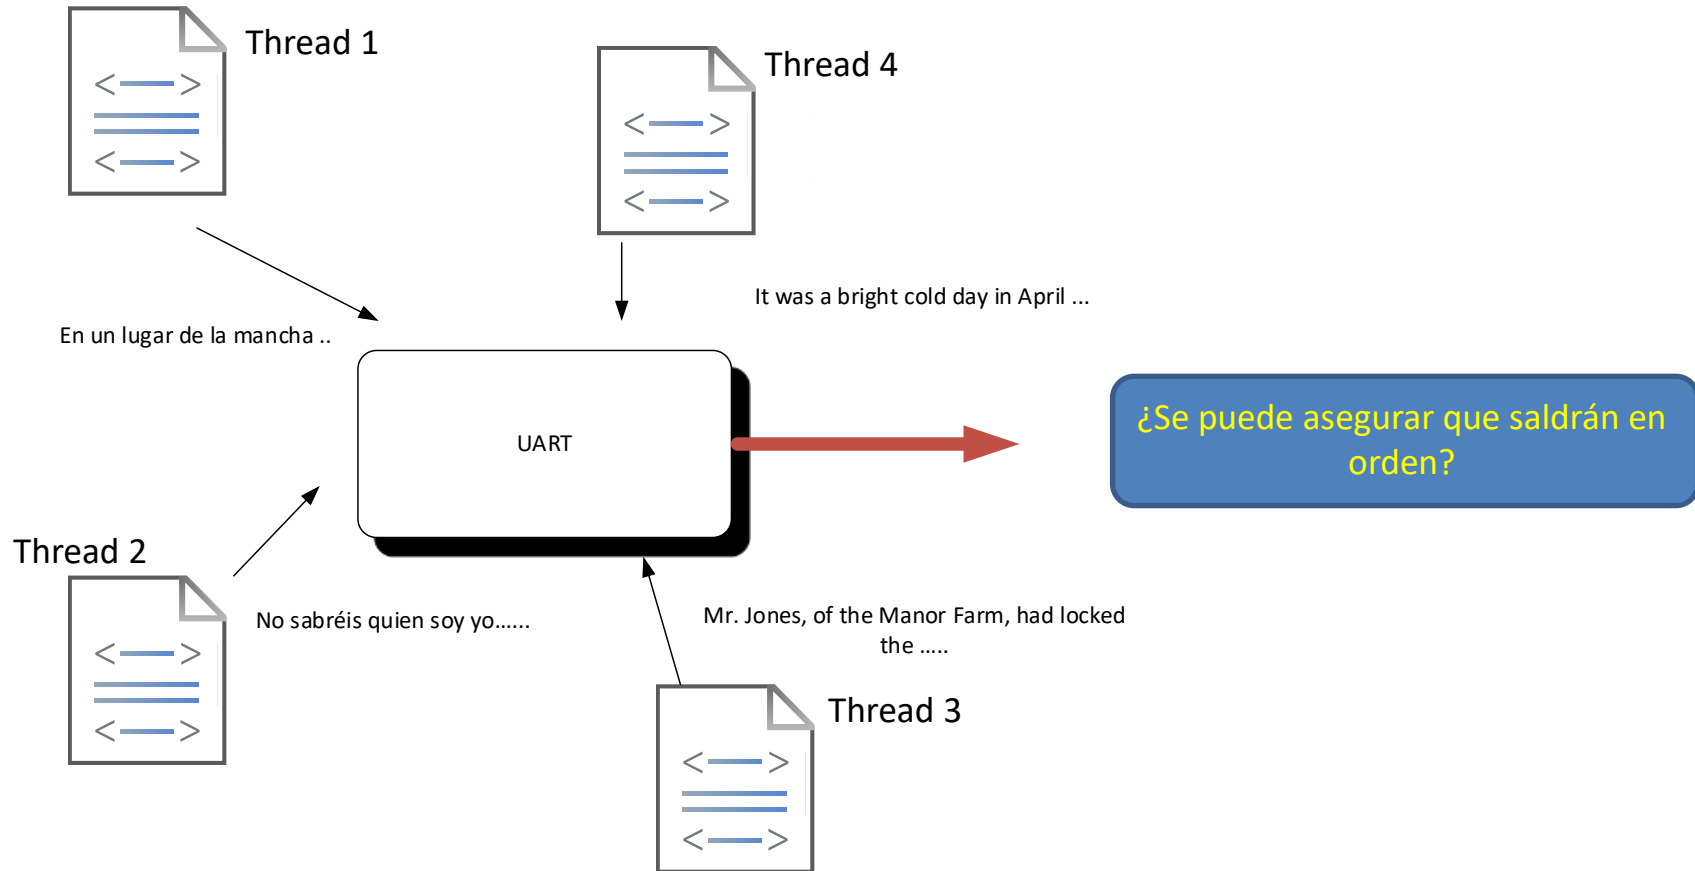 Thread 1
Thread 4
It was a bright cold day in April ...
En un lugar de la mancha ..
UART
¿Se puede asegurar que saldrán en
orden?
Thread 2
No sabréis quien soy yo......
Mr. Jones, of the Manor Farm, had locked
the .....
Thread 3